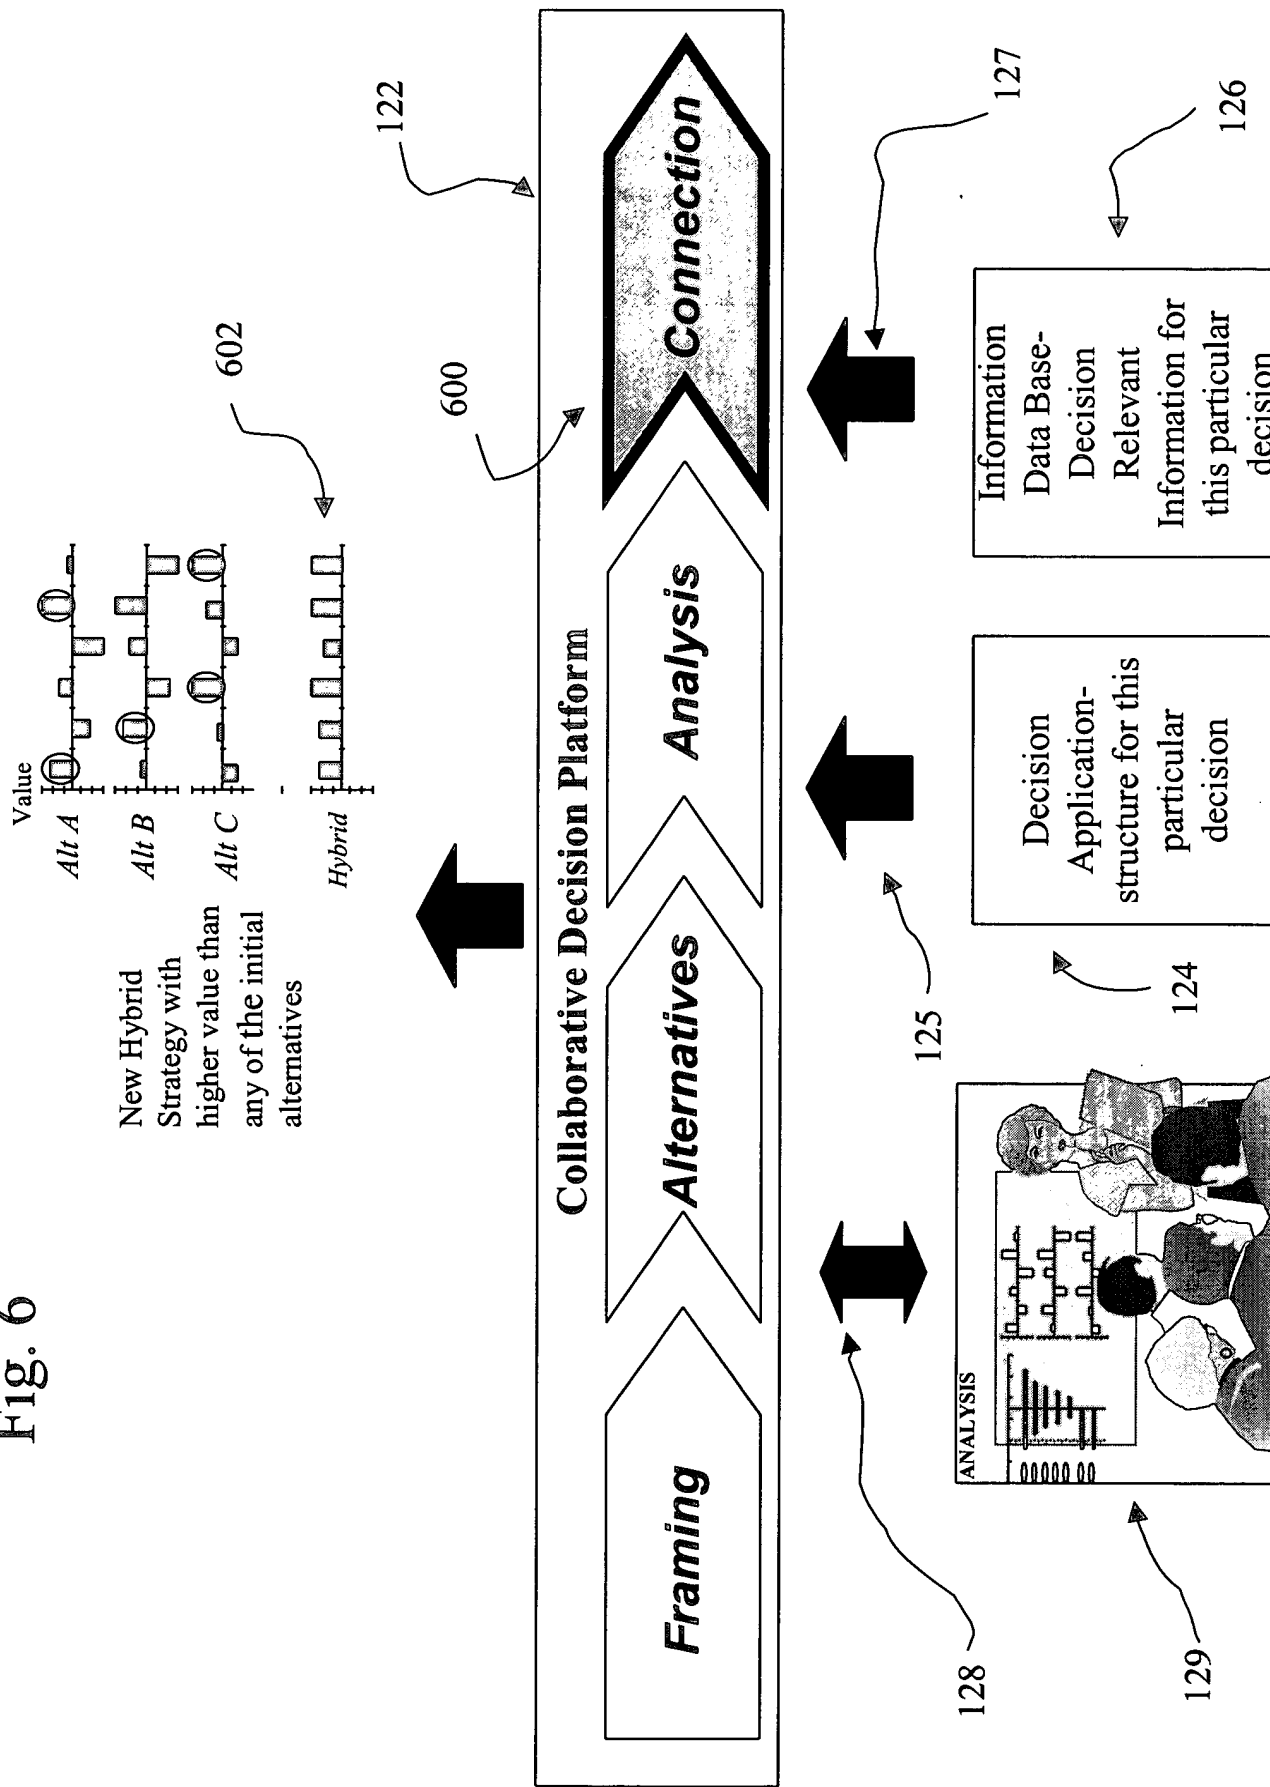 Fig. 6
Value
Alt A
Alt B
Alt C
Hybrid
New Hybrid
Strategy with
higher value than
any of the initial
alternatives
602
122
600
Collaborative Decision Platform
Framing
Alternatives
Analysis
Connection
128
125
127
ANALYSIS
129
Decision
Application-
structure for this
particular
decision
124
Information
Data Base-
Decision
Relevant
Information for
this particular
decision
126